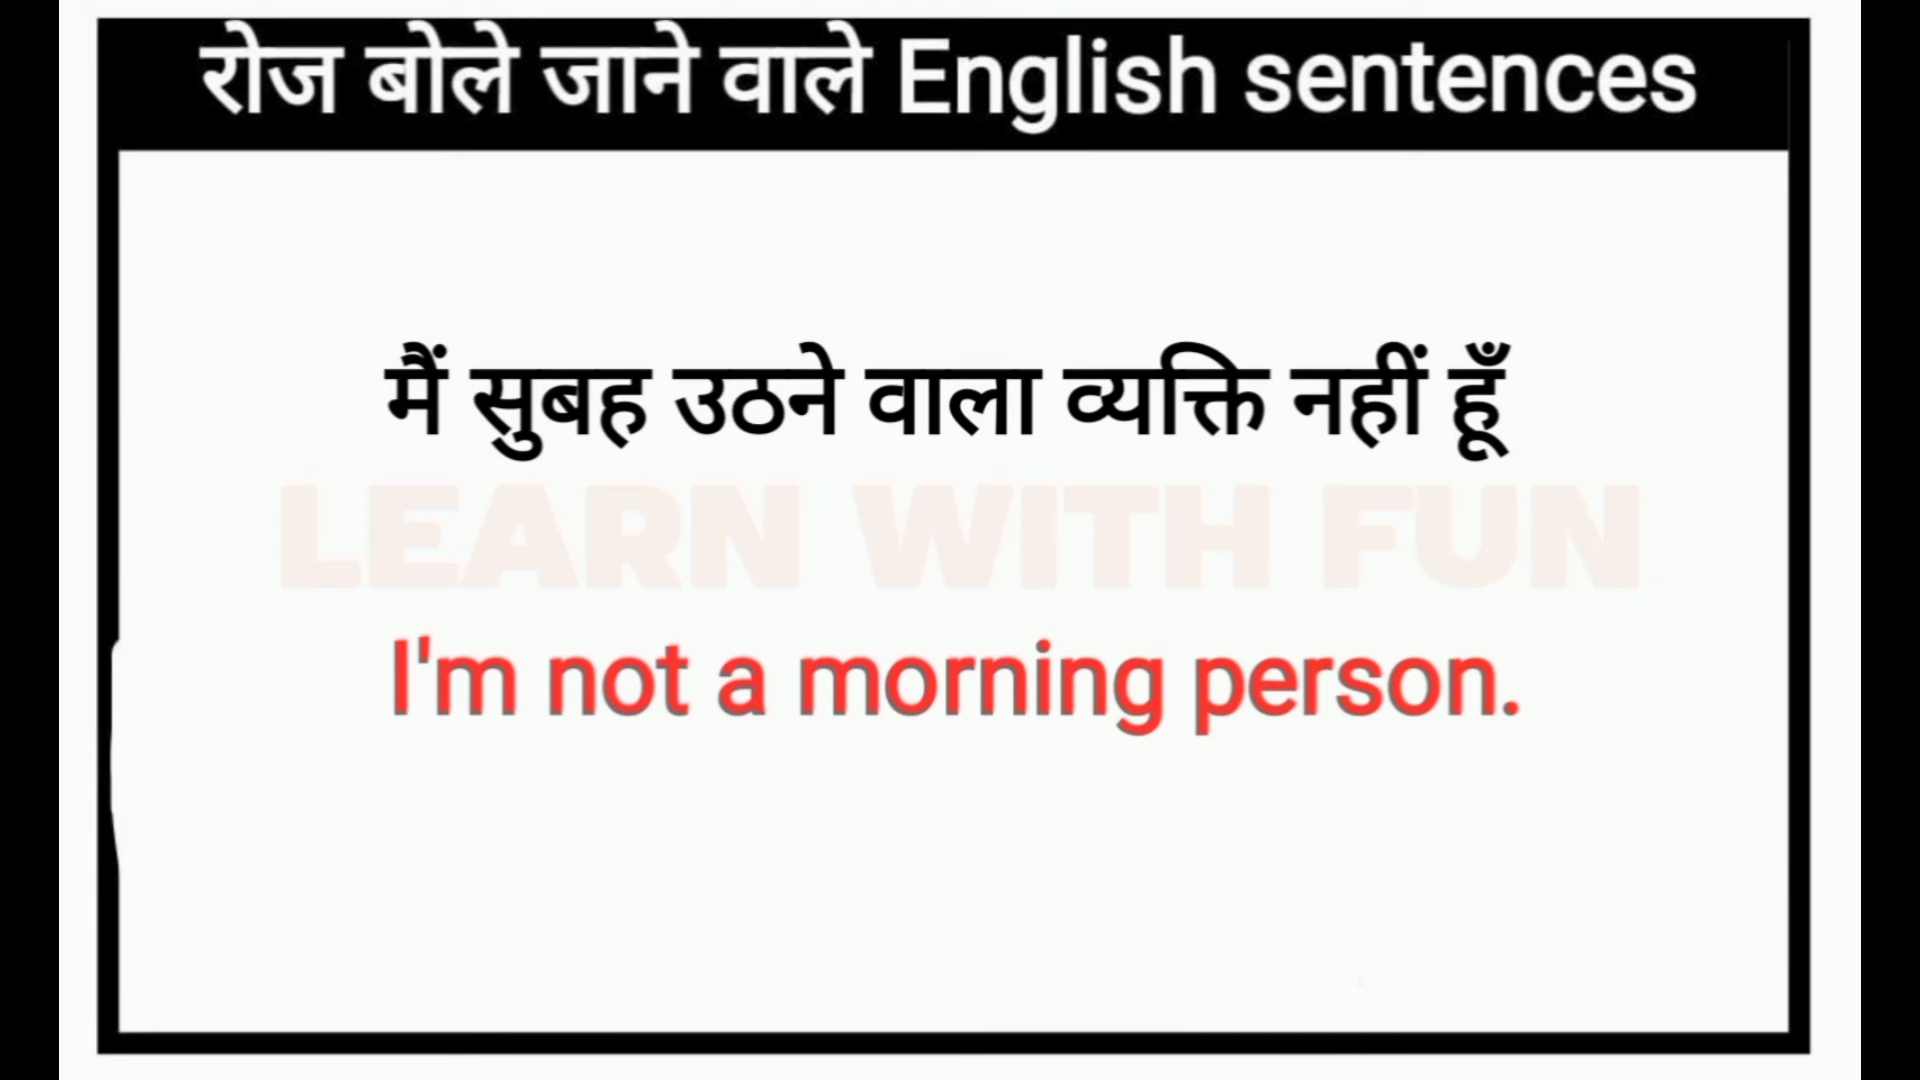 रोज बोले जाने वाले English sentences
मैं सुबह उठने वाला व्यक्ति नहीं हूँ
LEARN WITH FUN
I'm not a morning person.